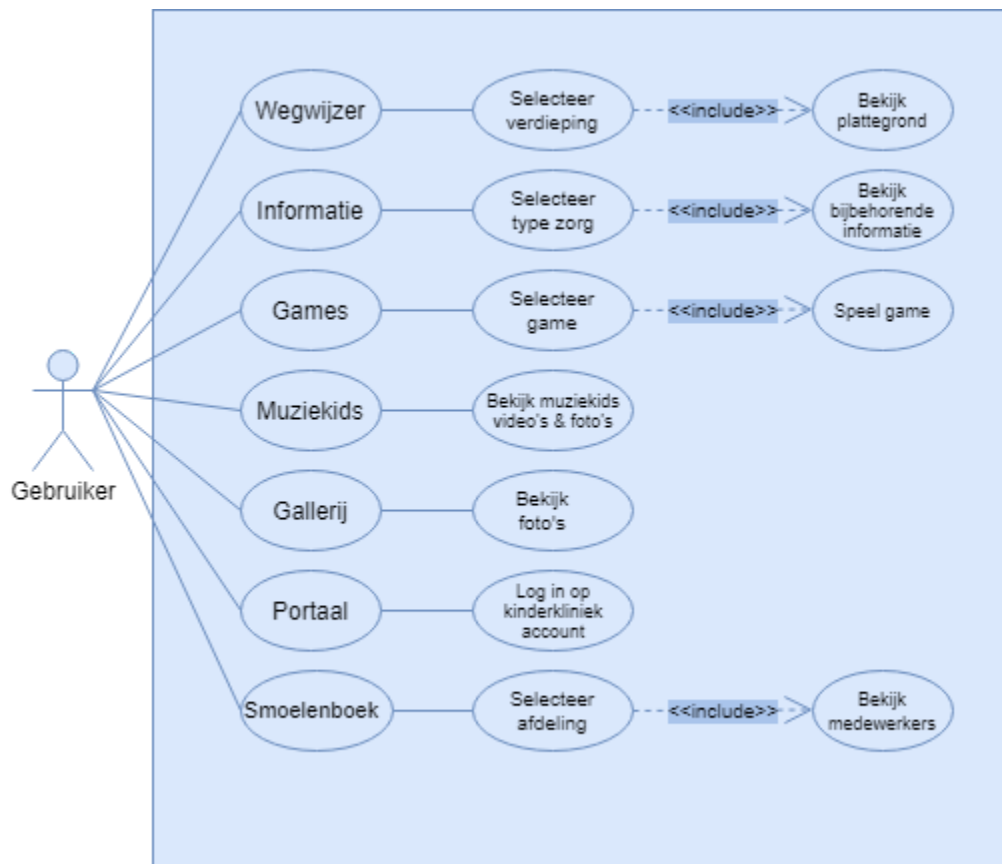 Wegwijzer
Selecteer
verdieping
<<include>>
Bekijk
plattegrond
Informatie
Selecteer
type zorg
<<include>>
Bekijk
bijbehorende
informatie
Games
Selecteer
game
<<include>>
Speel game
Muziekids
Bekijk muziekids
video's & foto's
Gebruiker
Gallerij
Bekijk
foto's
Portaal
Log in op
kinderkliniek
account
Smoelenboek
Selecteer
afdeling
<<include>>
Bekijk
medewerkers